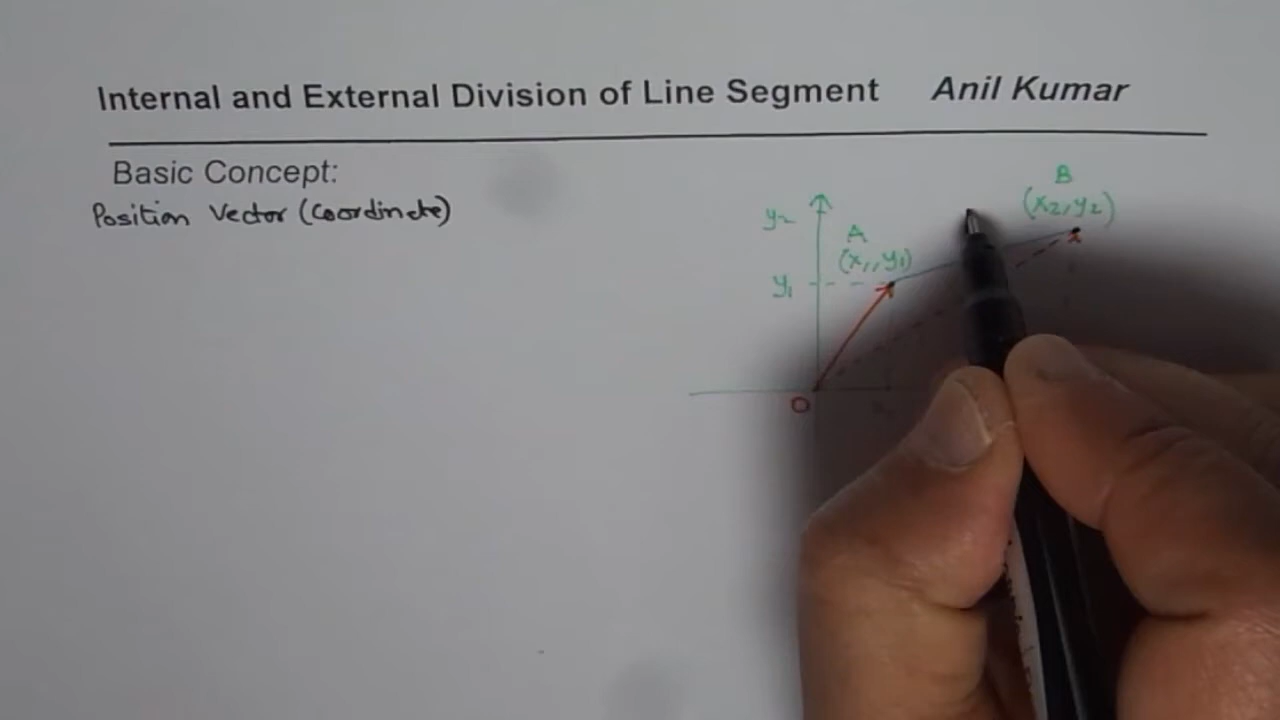 Internal and External Division of Line Segment Anil Kumar
Basic Concept:
Position Vector (Coordinate)
B
(x2, y2)
y2
A
(x1, y1)
y1
O